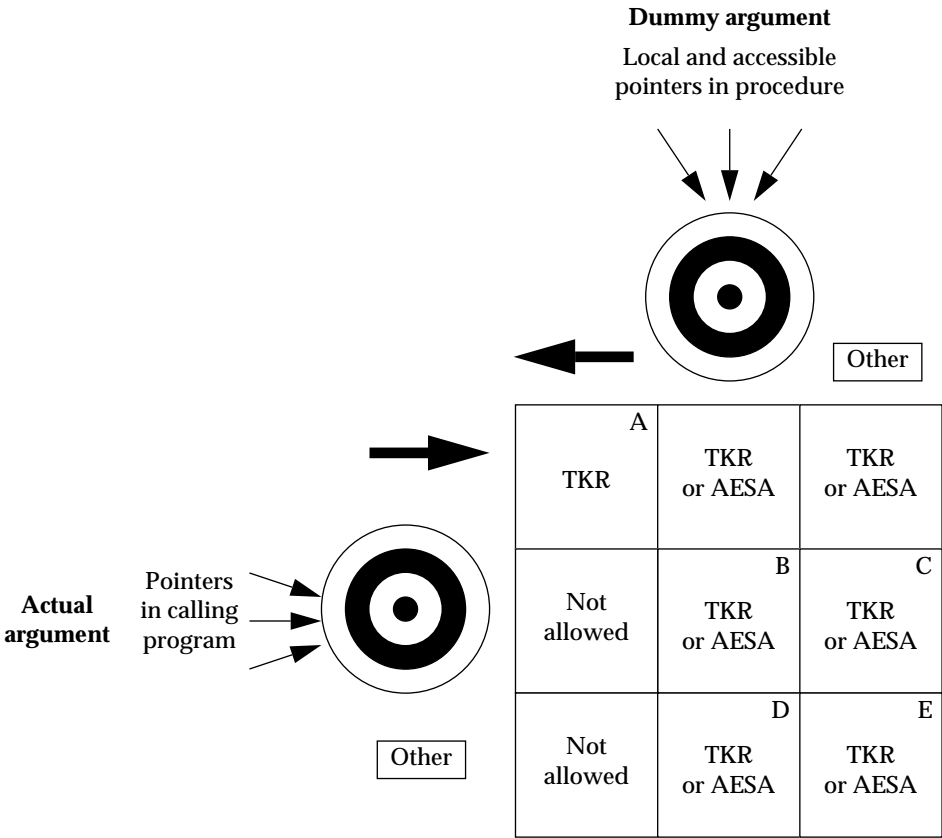 Dummy argument
Local and accessible
pointers in procedure
Other
A
TKR
TKR
or AESA
TKR
or AESA
Actual
argument
Pointers
in calling
program
Not
allowed
B
TKR
or AESA
C
TKR
or AESA
Other
Not
allowed
D
TKR
or AESA
E
TKR
or AESA